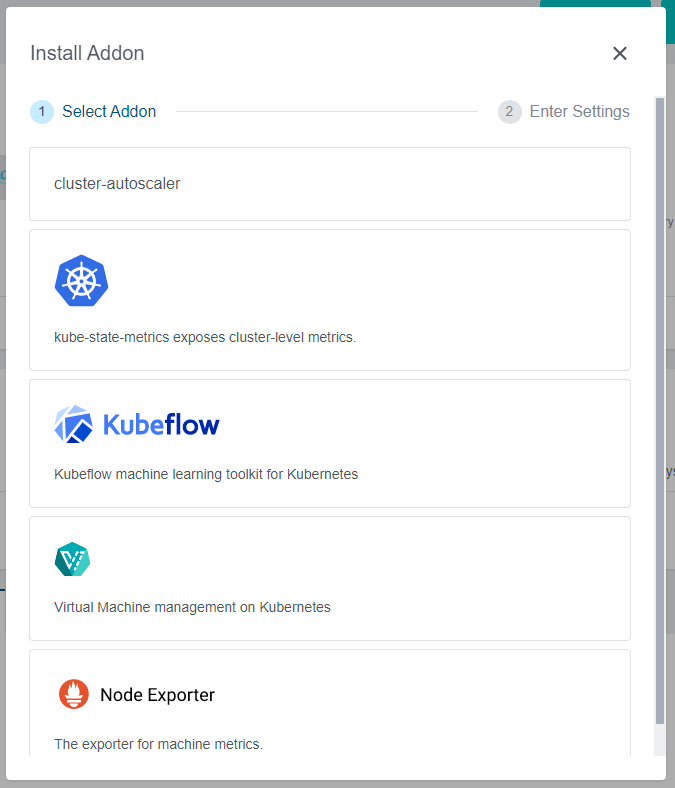 Install Addon
1 Select Addon
2 Enter Settings
cluster-autoscaler
kube-state-metrics exposes cluster-level metrics.
Kubeflow
Kubeflow machine learning toolkit for Kubernetes
Virtual Machine management on Kubernetes
Node Exporter
The exporter for machine metrics.